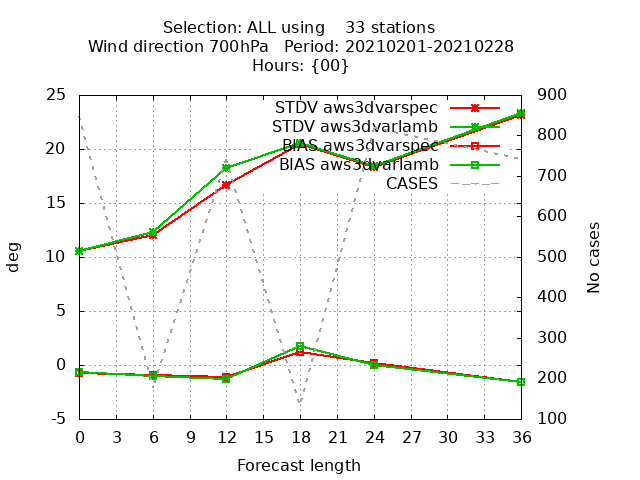 Selection: ALL using    33 stations
Wind direction 700hPa   Period: 20210201-20210228
Hours: {00}
25 900
STDV aws3dvarspec
STDV aws3dvarlamb
20 800
BIAS aws3dvarspec
BIAS aws3dvarlamb
700
CASES
15
600
deg
10 500
No cases
5 400
300
0
200
-5 100
0 3 6 9 12 15 18 21 24 27 30 33 36
Forecast length